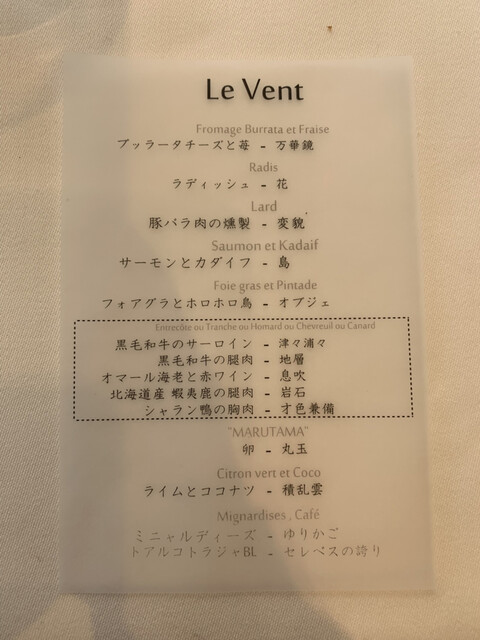 Le Vent
Fromage Burrata et Fraise
ブッラータチーズと苺 - 万華鏡
Radis
ラディッシュ - 花
Lard
豚バラ肉の燻製 - 変貌
Saumon et Kadaif
サーモンとカダイフ - 島
Foie gras et Pintade
フォアグラとホロホロ鳥 - オブジェ
Entrecôte ou Tranche ou Homard ou Chevreuil ou Canard
黒毛和牛のサーロイン - 津々浦々
黒毛和牛の腿肉 - 地層
オマール海老と赤ワイン - 息吹
北海道産 蝦夷鹿の腿肉 - 岩石
シャラン鴨の胸肉 - 才色兼備
"MARUTAMA"
卵 - 丸玉
Citron vert et Coco
ライムとココナツ - 積乱雲
Mignardises , Café
ミニャルディーズ - ゆりかご
トアルコトラジャBL - セレベスの誇り